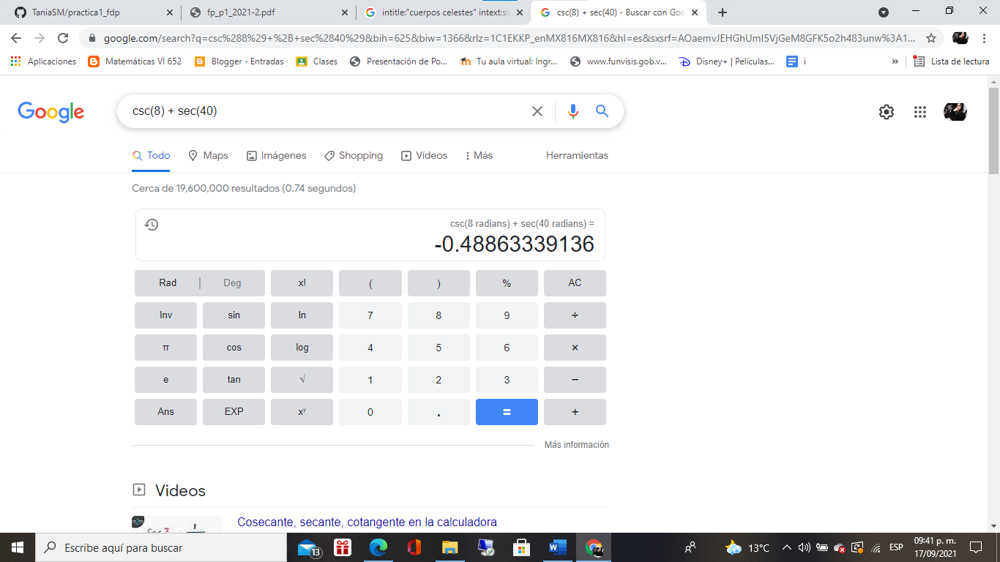 TaniaSM/practica1_fdp
fp_p1_2021-2.pdf
intitle:"cuerpos celestes" intext:sis
csc(8) + sec(40) - Buscar con Goo
google.com/search?q=csc%288%29+%2B+sec%2840%29&bih=625&biw=1366&rlz=1C1EKKP_enMX816MX816&hl=es&sxsrf=AOaemvJEHGhUmI5VjGeM8GFK5o2h483unw%3A1...
Aplicaciones
Matemáticas VI 652
Blogger - Entradas
Clases
Presentación de Po...
Tu aula virtual: Ingr...
www.funvisis.gob.v...
Disney+ | Películas...
i
»
Lista de lectura
Google
csc(8) + sec(40)
Todo
Maps
Imágenes
Shopping
Videos
Más
Herramientas
Cerca de 19,600,000 resultados (0.74 segundos)
csc(8 radians) + sec(40 radians) =
-0.48863339136
Rad | Deg x! ( ) % AC
Inv sin ln 7 8 9 ÷
π cos log 4 5 6 ×
e tan √ 1 2 3 −
Ans EXP xʸ 0 . = +
Más información
Videos
Cosecante, secante, cotangente en la calculadora
Escribe aquí para buscar
13
13°C
ESP
09:41 p. m.
17/09/2021